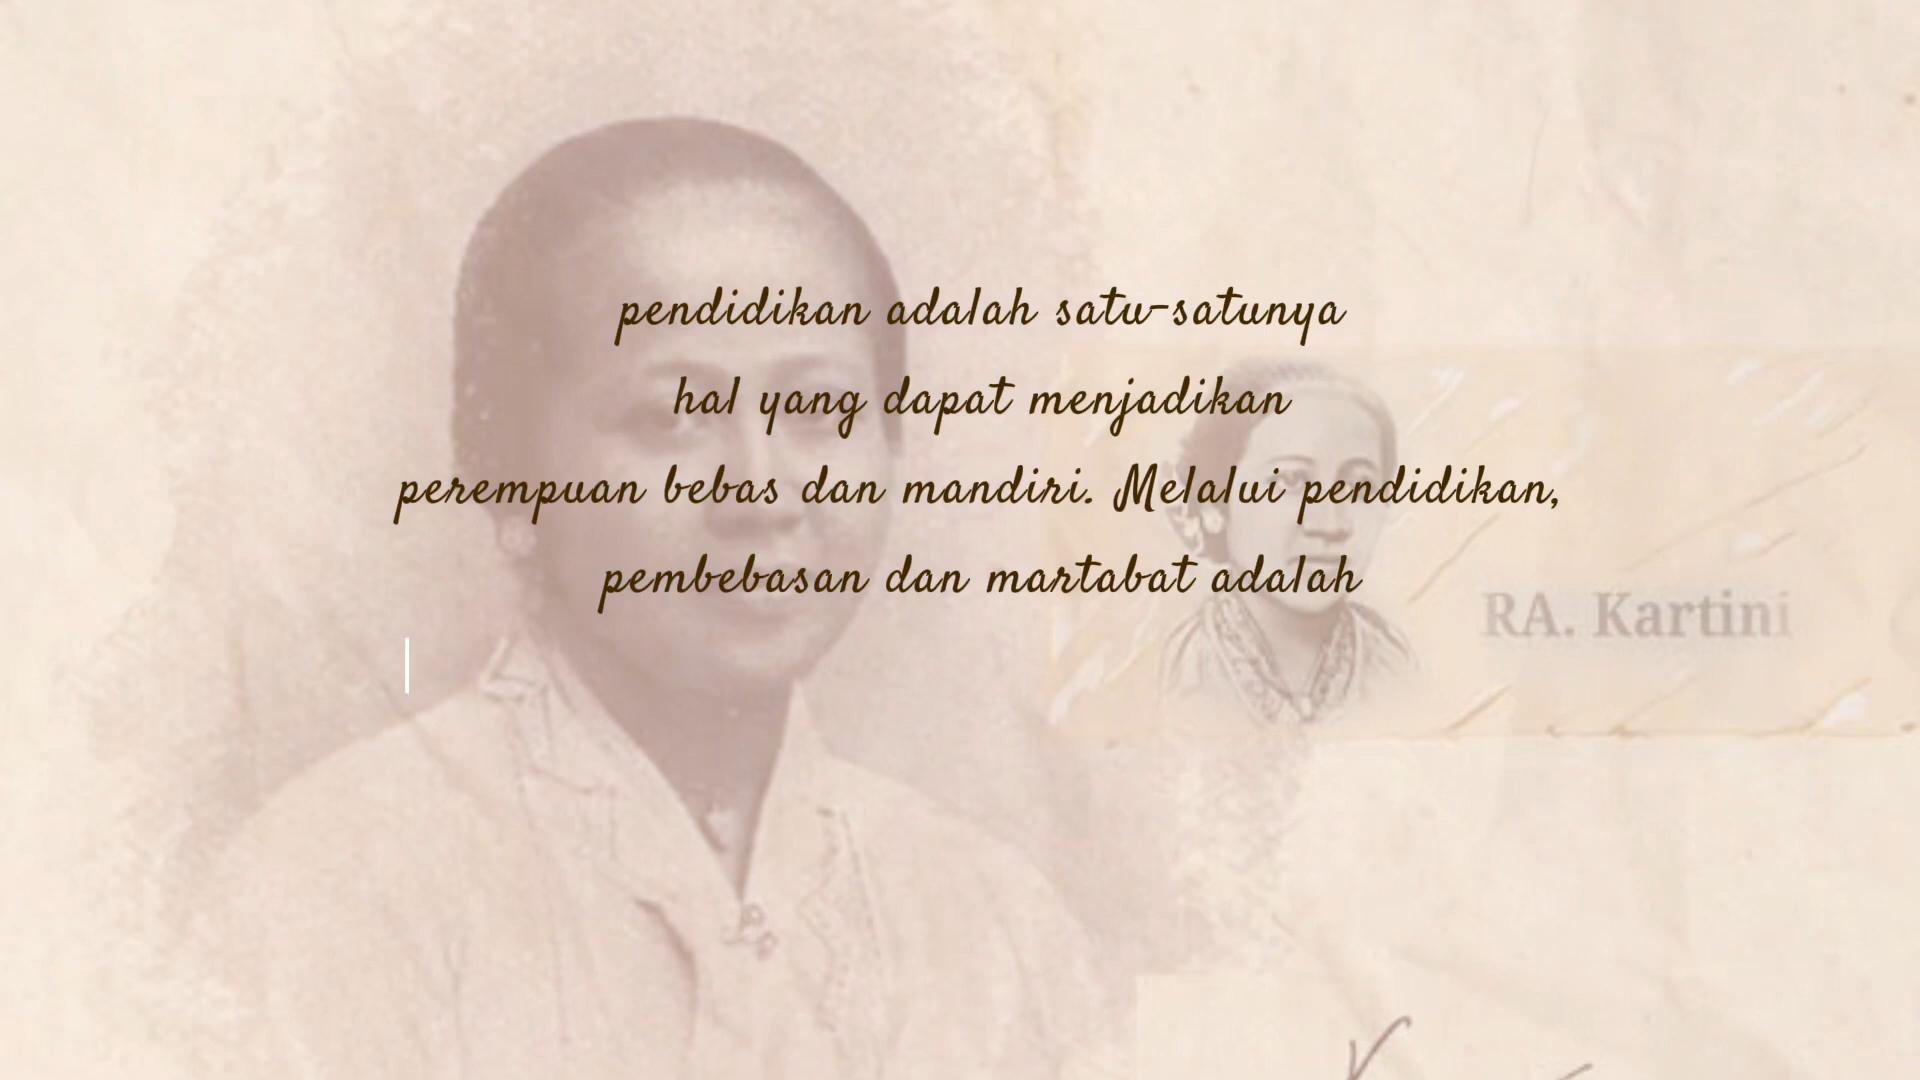 pendidikan adalah satu-satunya
hal yang dapat menjadikan
perempuan bebas dan mandiri. Melalui pendidikan,
pembebasan dan martabat adalah
RA. Kartini